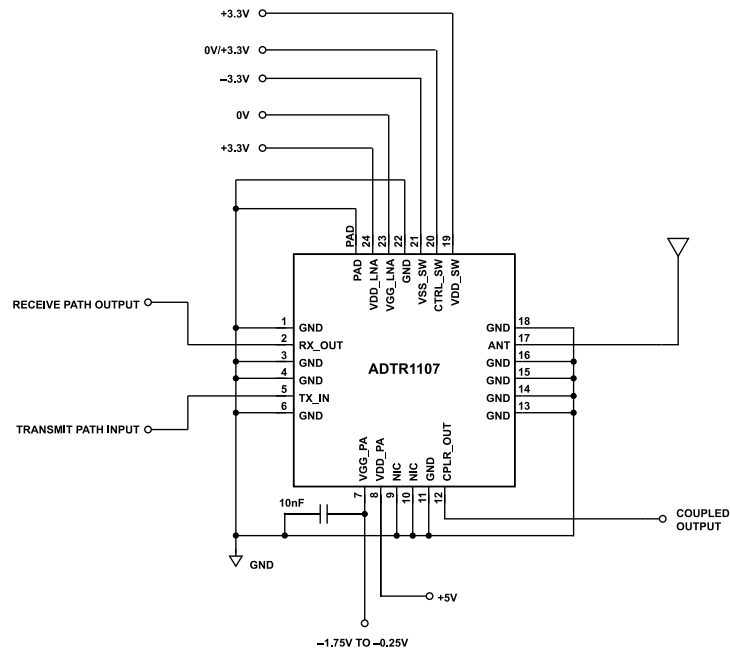 +3.3V
0V/+3.3V
–3.3V
0V
+3.3V
PAD 24 23 22 21 20 19
PAD VDD_LNA VGG_LNA GND VSS_SW CTRL_SW VDD_SW
RECEIVE PATH OUTPUT
TRANSMIT PATH INPUT
1 GND
2 RX_OUT
3 GND
4 GND
5 TX_IN
6 GND
ADTR1107
GND 18
ANT 17
GND 16
GND 15
GND 14
GND 13
VGG_PA VDD_PA NIC NIC GND CPLR_OUT
7 8 9 10 11 12
10nF
GND
COUPLED
OUTPUT
+5V
–1.75V TO –0.25V